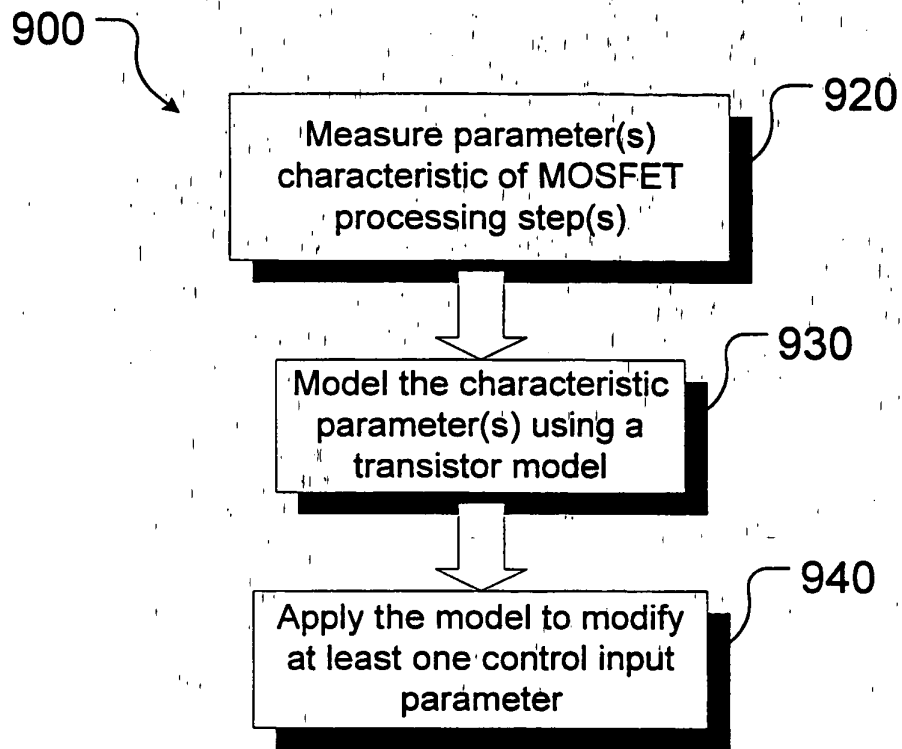 900
920
Measure parameter(s)
characteristic of MOSFET
processing step(s)
930
Model the characteristic
parameter(s) using a
transistor model
940
Apply the model to modify
at least one control input
parameter